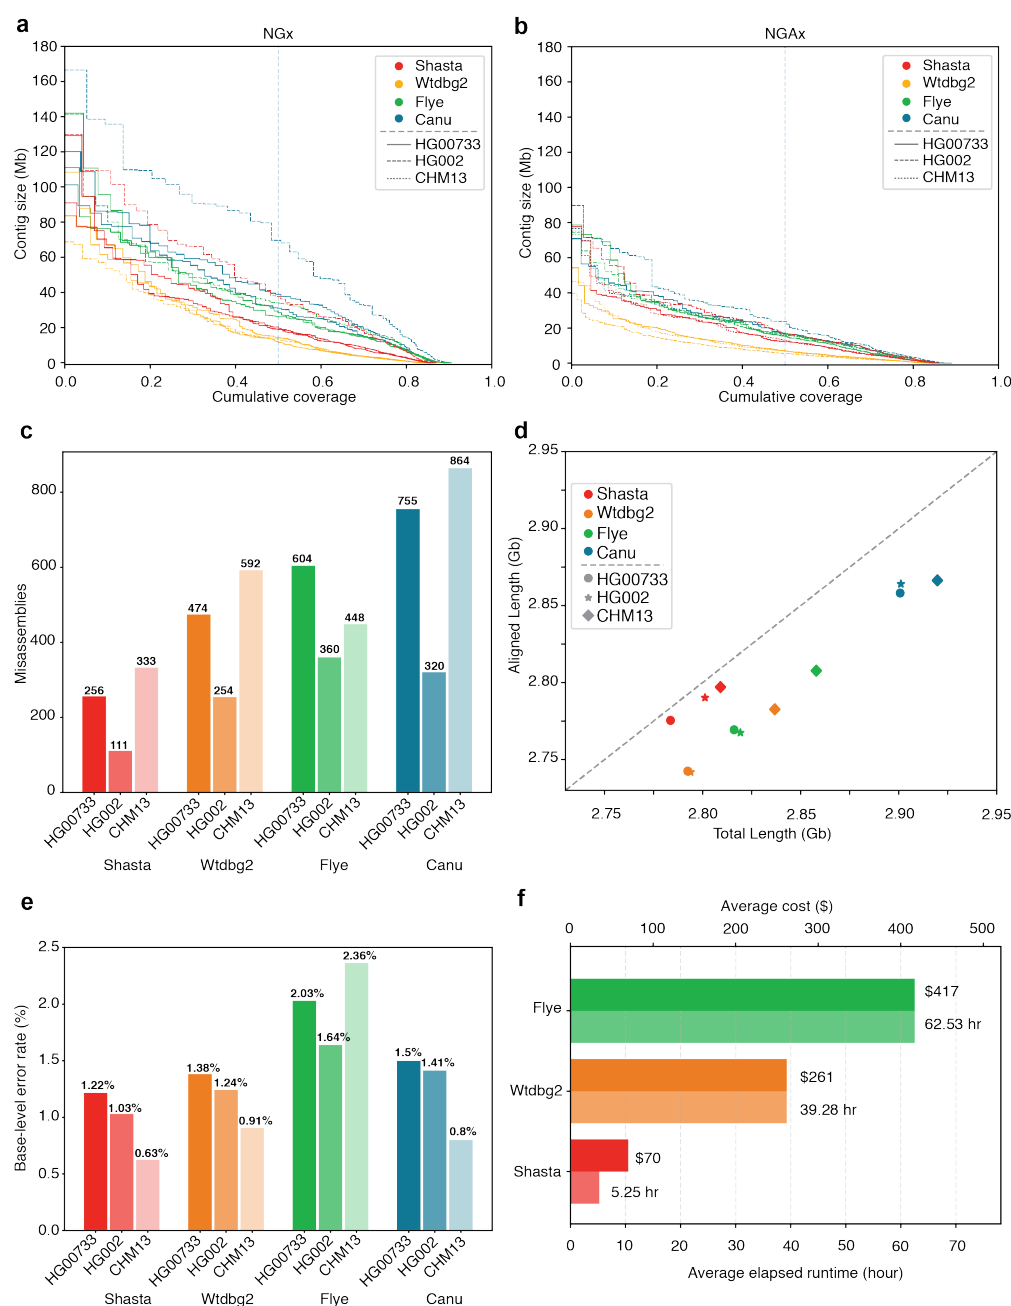 a
NGx
Contig size (Mb)
180
160
140
120
100
80
60
40
20
0
0.0 0.2 0.4 0.6 0.8 1.0
Cumulative coverage
Shasta
Wtdbg2
Flye
Canu
HG00733
HG002
CHM13
b
NGAx
Contig size (Mb)
180
160
140
120
100
80
60
40
20
0
0.0 0.2 0.4 0.6 0.8 1.0
Cumulative coverage
Shasta
Wtdbg2
Flye
Canu
HG00733
HG002
CHM13
c
Misassemblies
800
600
400
200
0
256 111 333 474 254 592 604 360 448 755 320 864
HG00733 HG002 CHM13 HG00733 HG002 CHM13 HG00733 HG002 CHM13 HG00733 HG002 CHM13
Shasta Wtdbg2 Flye Canu
d
Aligned Length (Gb)
2.95
2.90
2.85
2.80
2.75
2.75 2.80 2.85 2.90 2.95
Total Length (Gb)
Shasta
Wtdbg2
Flye
Canu
HG00733
HG002
CHM13
e
Base-level error rate (%)
2.5
2.0
1.5
1.0
0.5
0.0
1.22% 1.03% 0.63% 1.38% 1.24% 0.91% 2.03% 1.64% 2.36% 1.5% 1.41% 0.8%
HG00733 HG002 CHM13 HG00733 HG002 CHM13 HG00733 HG002 CHM13 HG00733 HG002 CHM13
Shasta Wtdbg2 Flye Canu
f
Average cost ($)
0 100 200 300 400 500
Flye
$417
62.53 hr
Wtdbg2
$261
39.28 hr
Shasta
$70
5.25 hr
0 10 20 30 40 50 60 70
Average elapsed runtime (hour)